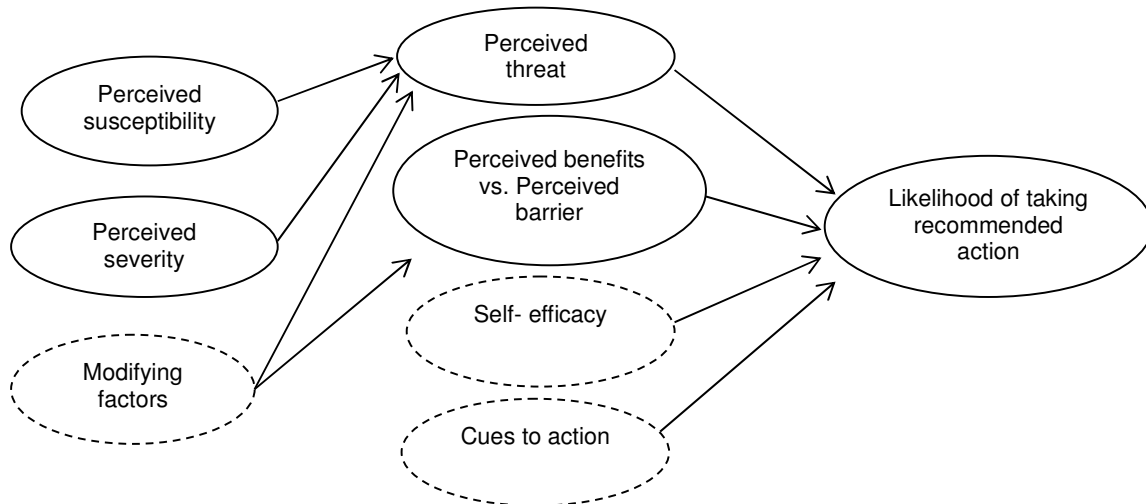 Perceived
susceptibility
Perceived
severity
Modifying
factors
Perceived
threat
Perceived benefits
vs. Perceived
barrier
Self- efficacy
Cues to action
Likelihood of taking
recommended
action